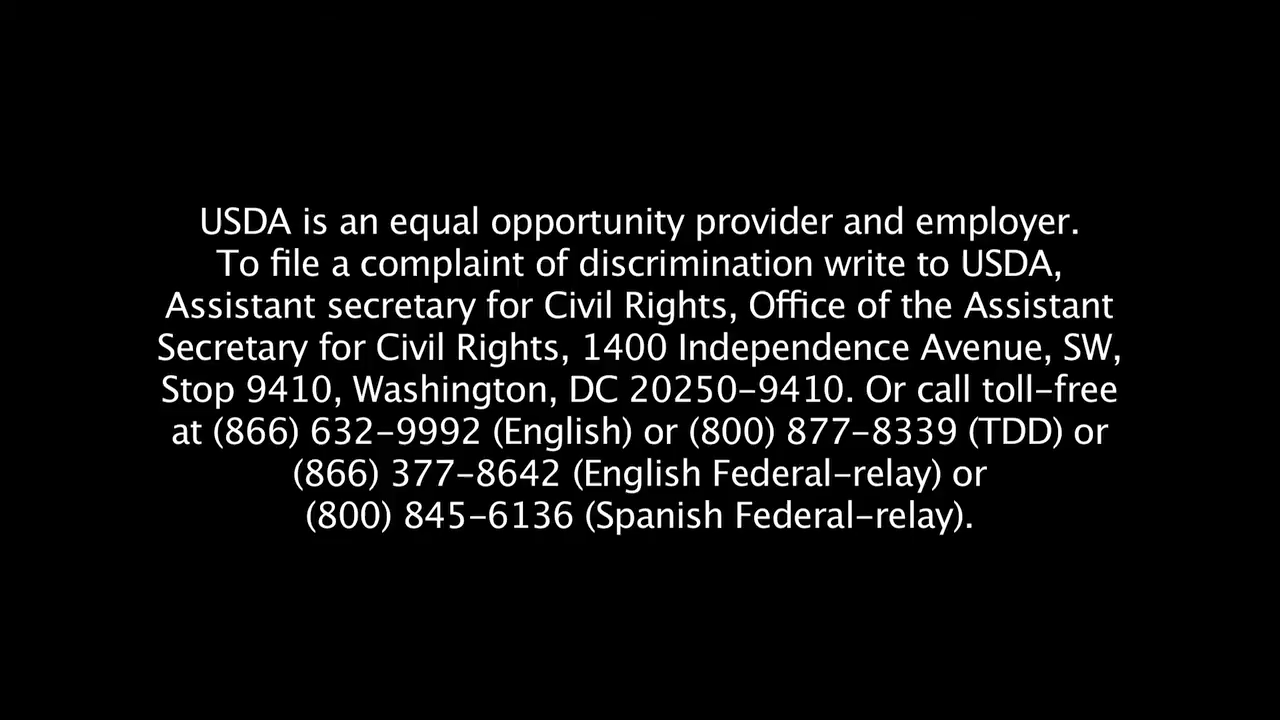 USDA is an equal opportunity provider and employer.
To file a complaint of discrimination write to USDA,
Assistant secretary for Civil Rights, Office of the Assistant
Secretary for Civil Rights, 1400 Independence Avenue, SW,
Stop 9410, Washington, DC 20250-9410. Or call toll-free
at (866) 632-9992 (English) or (800) 877-8339 (TDD) or
(866) 377-8642 (English Federal-relay) or
(800) 845-6136 (Spanish Federal-relay).